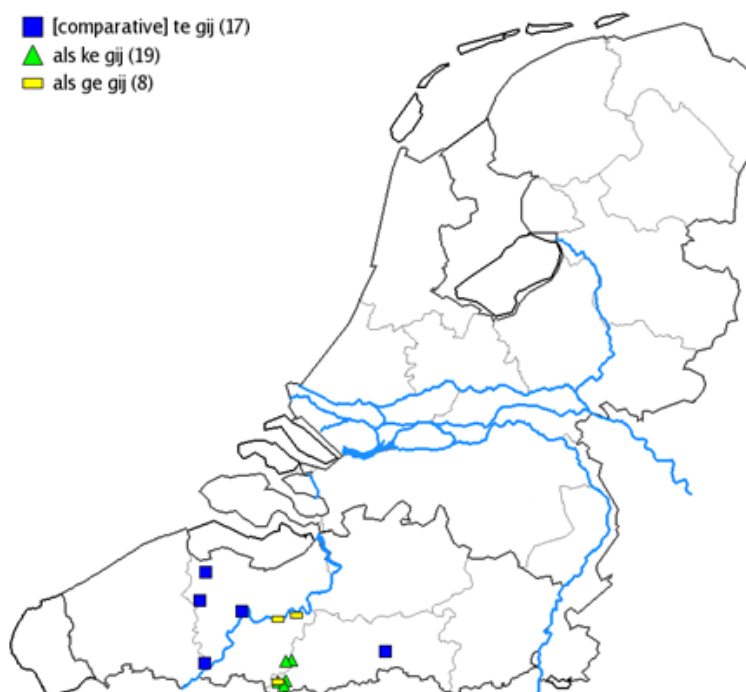 [comparative] te gij (17)
als ke gij (19)
als ge gij (8)